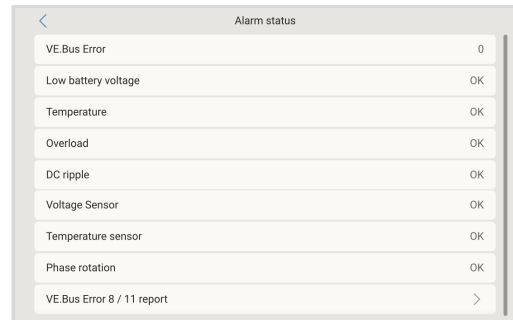 Alarm status
VE.Bus Error 0
Low battery voltage OK
Temperature OK
Overload OK
DC ripple OK
Voltage Sensor OK
Temperature sensor OK
Phase rotation OK
VE.Bus Error 8 / 11 report